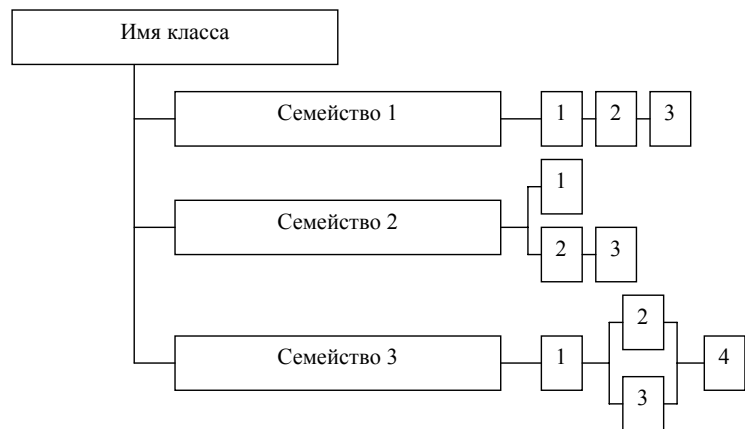 Имя класса
Семейство 1 1 2 3
1
Семейство 2
2 3
2
Семейство 3 1 4
3